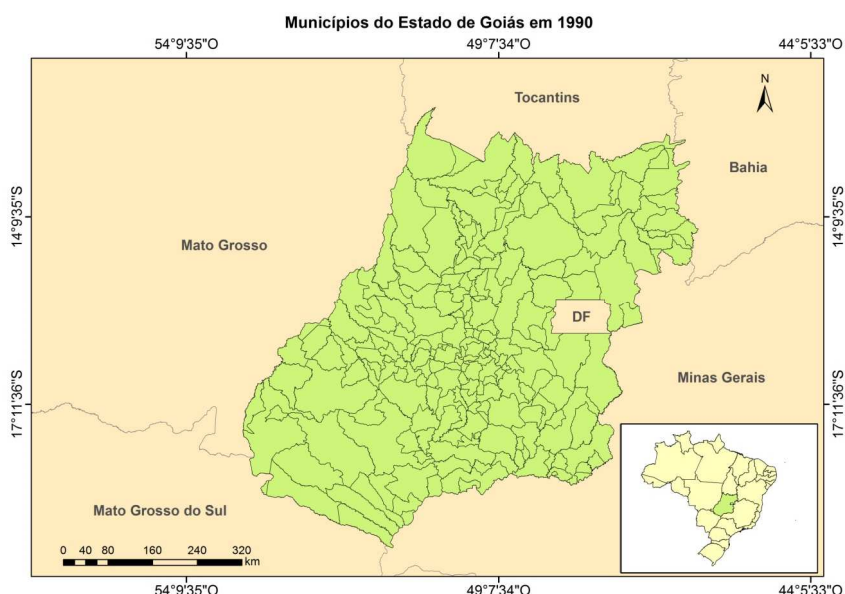 Municípios do Estado de Goiás em 1990
54°9'35"O 49°7'34"O 44°5'33"O
Tocantins
N
Bahia
14°9'35"S 14°9'35"S
Mato Grosso
DF
Minas Gerais
17°11'36"S 17°11'36"S
Mato Grosso do Sul
0 40 80 160 240 320
km
54°9'35"O 49°7'34"O 44°5'33"O